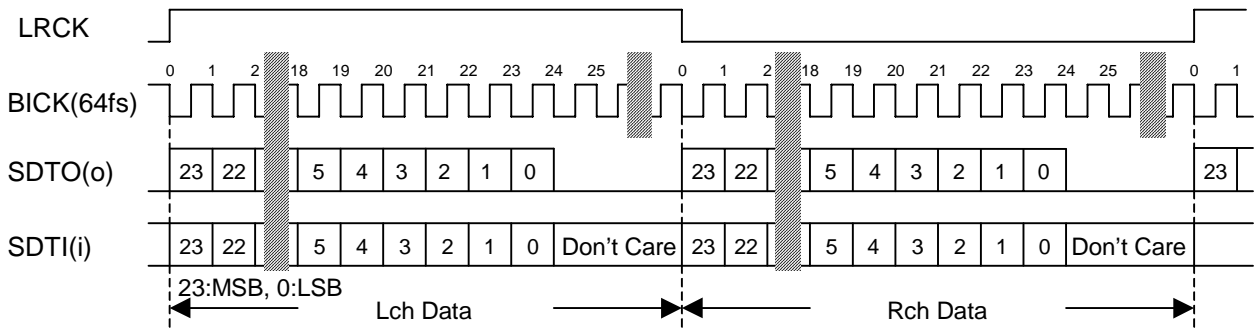 LRCK
0 1 2 18 19 20 21 22 23 24 25 0 1 2 18 19 20 21 22 23 24 25 0 1
BICK(64fs)
SDTO(o) 23 22 5 4 3 2 1 0 23 22 5 4 3 2 1 0 23
SDTI(i) 23 22 5 4 3 2 1 0 Don’t Care 23 22 5 4 3 2 1 0 Don’t Care
23:MSB, 0:LSB
Lch Data Rch Data